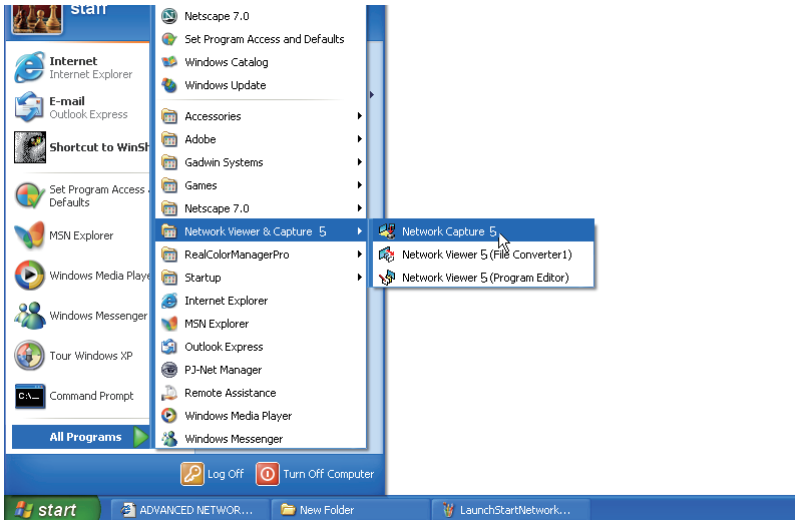 staff
Internet
Internet Explorer
E-mail
Outlook Express
Shortcut to WinSh
Set Program Access
Defaults
MSN Explorer
Windows Media Playe
Windows Messenger
Tour Windows XP
C:\_
Command Prompt
All Programs
Netscape 7.0
Set Program Access and Defaults
Windows Catalog
Windows Update
Accessories
Adobe
Gadwin Systems
Games
Netscape 7.0
Network Viewer & Capture 5
RealColorManagerPro
Startup
Internet Explorer
MSN Explorer
Outlook Express
PJ-Net Manager
Remote Assistance
Windows Media Player
Windows Messenger
Network Capture 5
Network Viewer 5 (File Converter1)
Network Viewer 5 (Program Editor)
Log Off
Turn Off Computer
start
ADVANCED NETWOR...
New Folder
LaunchStartNetwork...